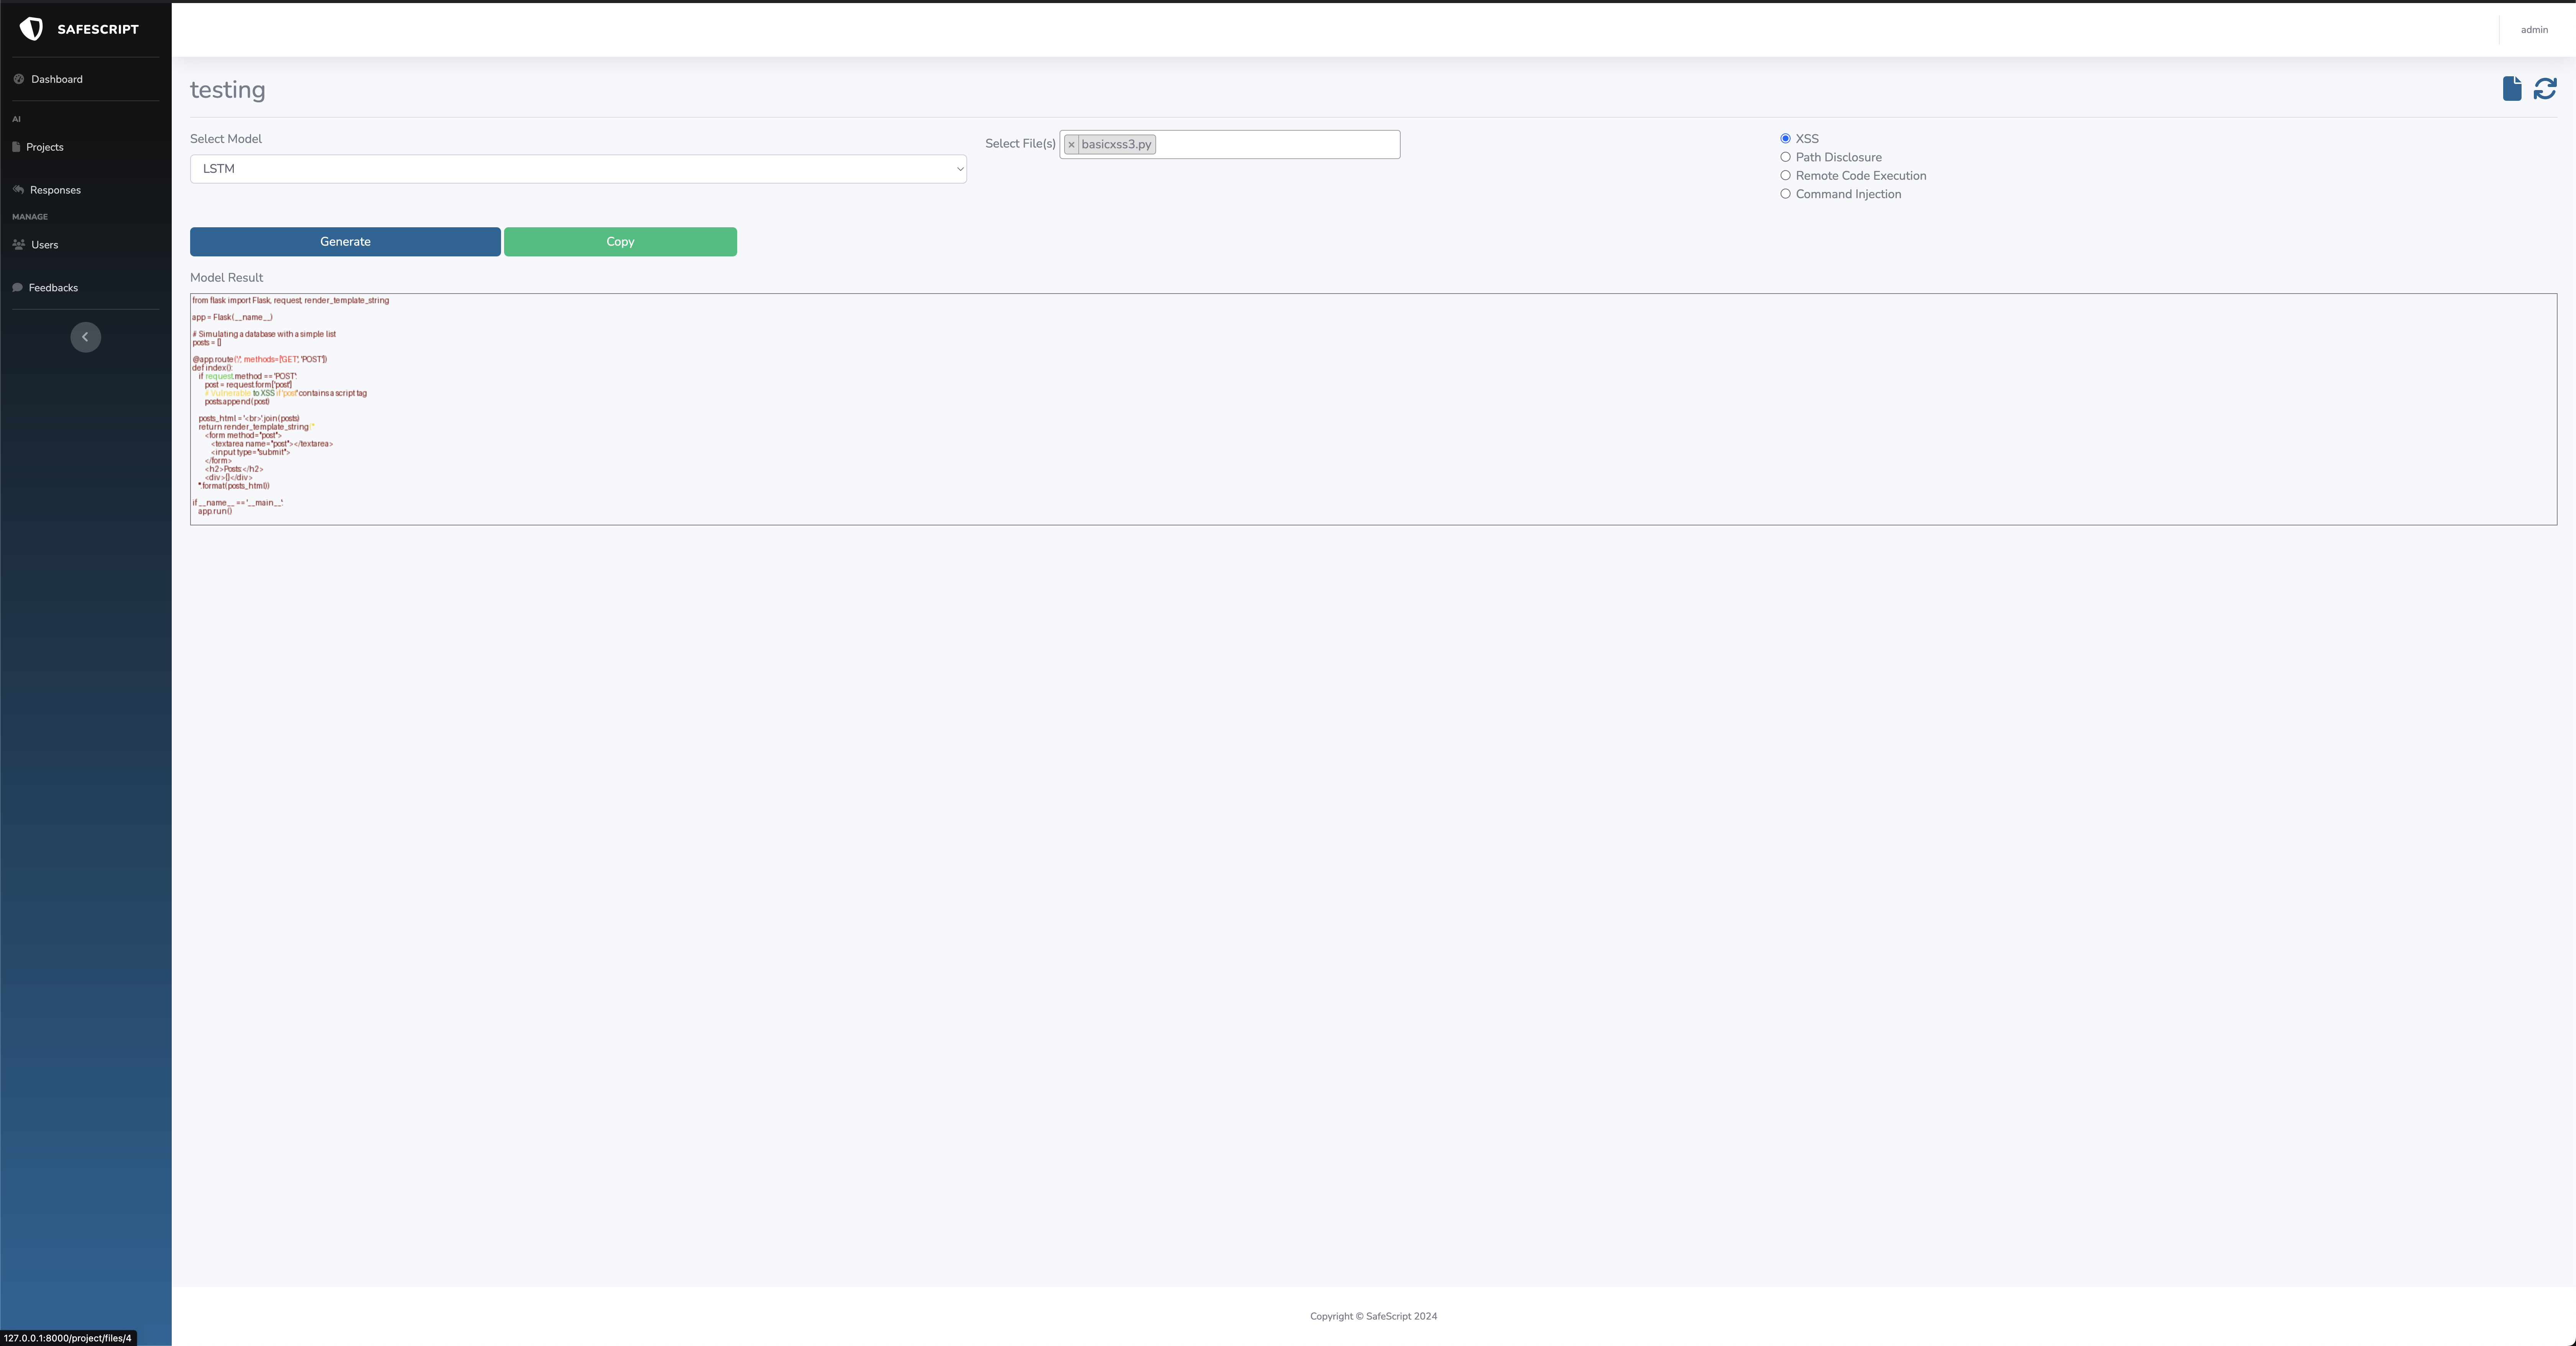 SAFESCRIPT
admin
Dashboard
AI
Projects
Responses
MANAGE
Users
Feedbacks
testing
Select Model
LSTM
Select File(s)
× basicxss3.py
XSS
Path Disclosure
Remote Code Execution
Command Injection
Generate
Copy
Model Result
from flask import Flask, request, render_template_string
app = Flask(__name__)
# Simulating a database with a simple list
posts = []
@app.route('/', methods=['GET', 'POST'])
def index():
if request.method == 'POST':
post = request.form['post']
# Vulnerable to XSS if 'post' contains a script tag
posts.append(post)
posts_html = '<br>'.join(posts)
return render_template_string('''
<form method="post">
<textarea name="post"></textarea>
<input type="submit">
</form>
<h2>Posts:</h2>
<div>{}</div>
'''.format(posts_html))
if __name__ == '__main__':
app.run()
Copyright © SafeScript 2024
127.0.0.1:8000/project/files/4